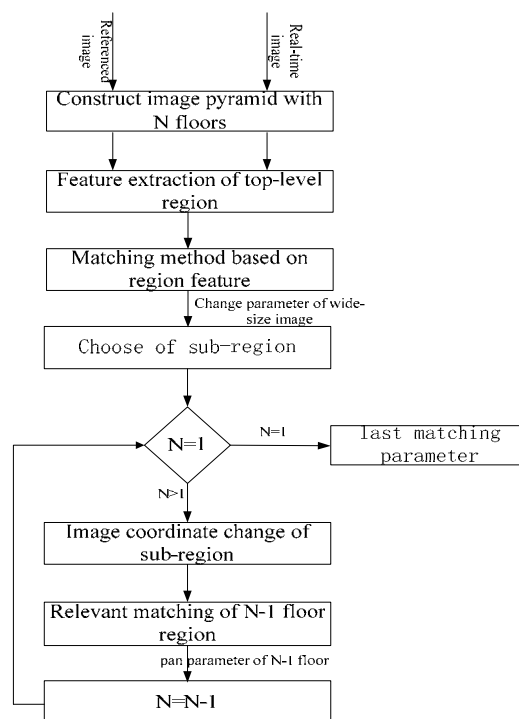 Referenced
image
Real-time
image
Construct image pyramid with
N floors
Feature extraction of top-level
region
Matching method based on
region feature
Change parameter of wide-
size image
Choose of sub-region
N=1
N=1
last matching
parameter
N>1
Image coordinate change of
sub-region
Relevant matching of N-1 floor
region
pan parameter of N-1 floor
N=N-1